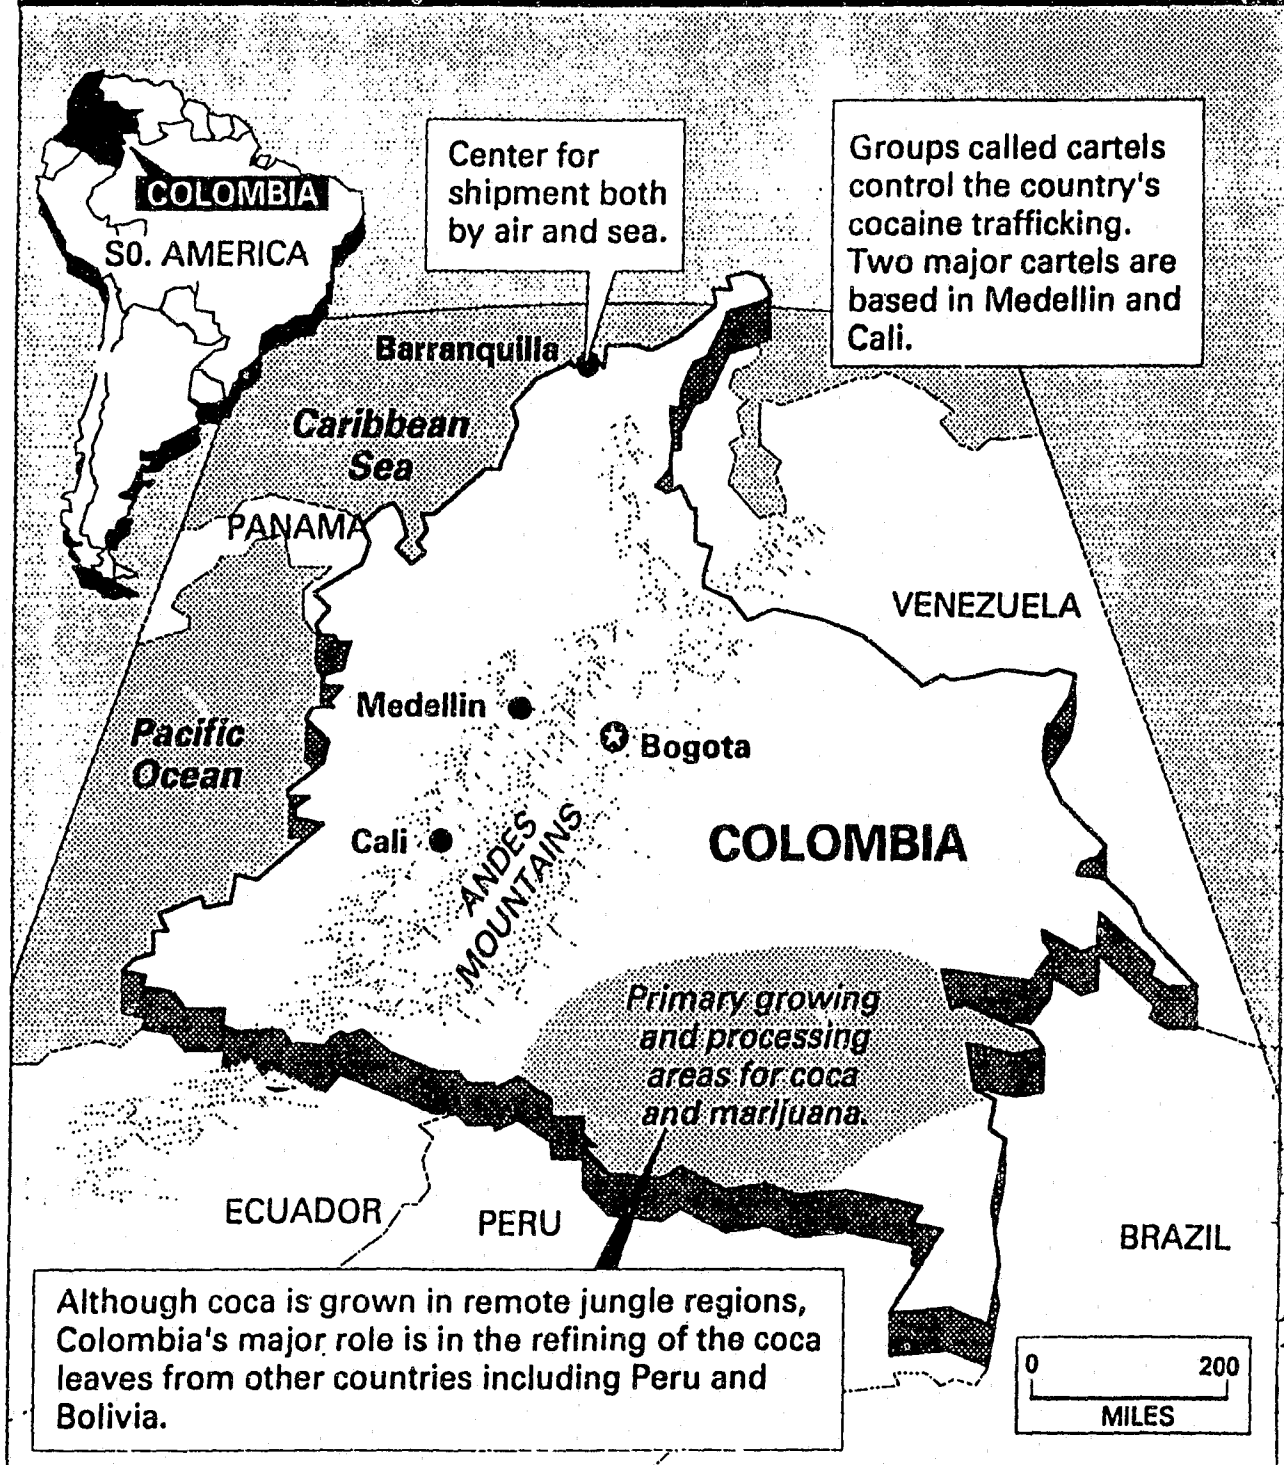 COLOMBIA
SO. AMERICA
Center for
shipment both
by air and sea.
Groups called cartels
control the country's
cocaine trafficking.
Two major cartels are
based in Medellin and
Cali.
Barranquilla
Caribbean
Sea
PANAMA
VENEZUELA
Medellin
Pacific
Ocean
Bogota
Cali
ANDES
MOUNTAINS
COLOMBIA
Primary growing
and processing
areas for coca
and marijuana.
ECUADOR
PERU
BRAZIL
Although coca is grown in remote jungle regions,
Colombia's major role is in the refining of the coca
leaves from other countries including Peru and
Bolivia.
0 200
MILES